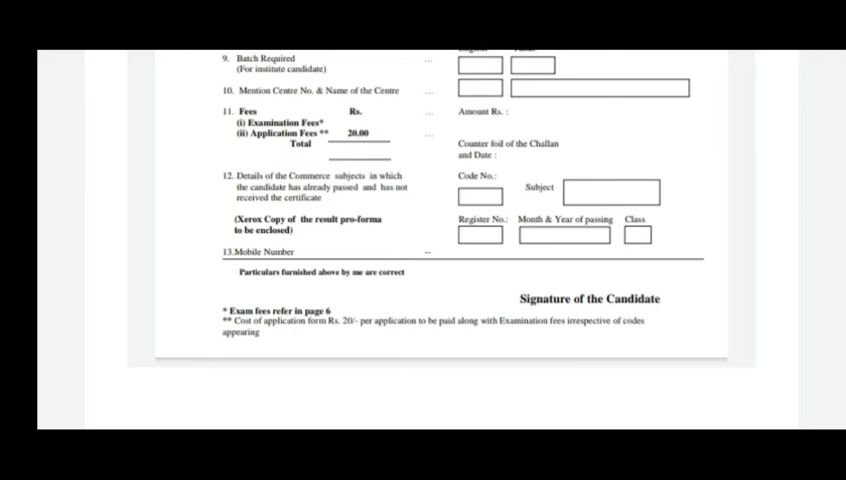 9. Batch Required ...
(For institute candidate)
10. Mention Centre No. & Name of the Centre ...
11. Fees Rs. ... Amount Rs. :
(i) Examination Fees*
(ii) Application Fees ** 20.00 ...
Total Counter foil of the Challan
and Date :
12. Details of the Commerce subjects in which Code No.:
the candidate has already passed and has not Subject
received the certificate
(Xerox Copy of the result pro-forma Register No.: Month & Year of passing Class
to be enclosed)
13.Mobile Number --
Particulars furnished above by me are correct
Signature of the Candidate
* Exam fees refer in page 6
** Cost of application form Rs. 20/- per application to be paid along with Examination fees irrespective of codes
appearing